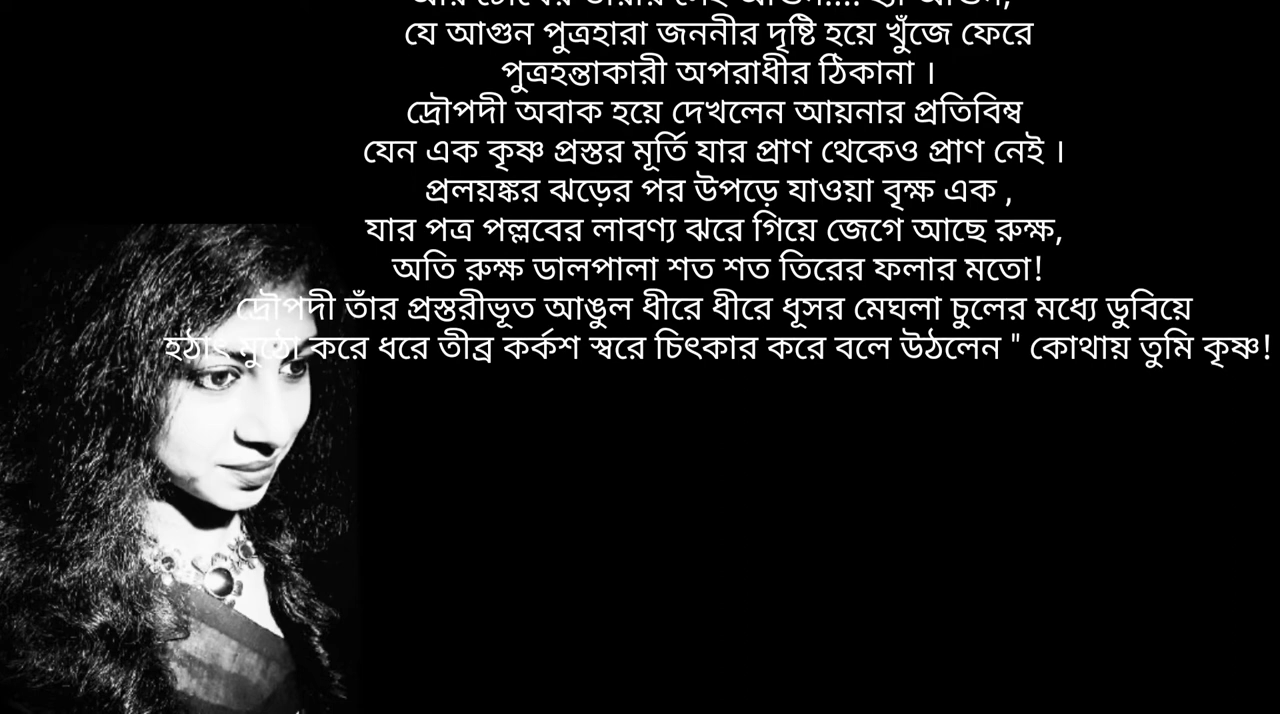 যে আগুন পুত্রহারা জননীর দৃষ্টি হয়ে খুঁজে ফেরে
পুত্রহন্তাকারী অপরাধীর ঠিকানা ।
দ্রৌপদী অবাক হয়ে দেখলেন আয়নার প্রতিবিম্ব
যেন এক কৃষ্ণ প্রস্তর মূর্তি যার প্রাণ থেকেও প্রাণ নেই ।
প্রলয়ঙ্কর ঝড়ের পর উপড়ে যাওয়া বৃক্ষ এক ,
যার পত্র পল্লবের লাবণ্য ঝরে গিয়ে জেগে আছে রুক্ষ,
অতি রুক্ষ ডালপালা শত শত তিরের ফলার মতো!
দ্রৌপদী তাঁর প্রস্তরীভূত আঙুল ধীরে ধীরে ধূসর মেঘলা চুলের মধ্যে ডুবিয়ে
হঠাৎ মুঠো করে ধরে তীব্র কর্কশ স্বরে চিৎকার করে বলে উঠলেন " কোথায় তুমি কৃষ্ণ!